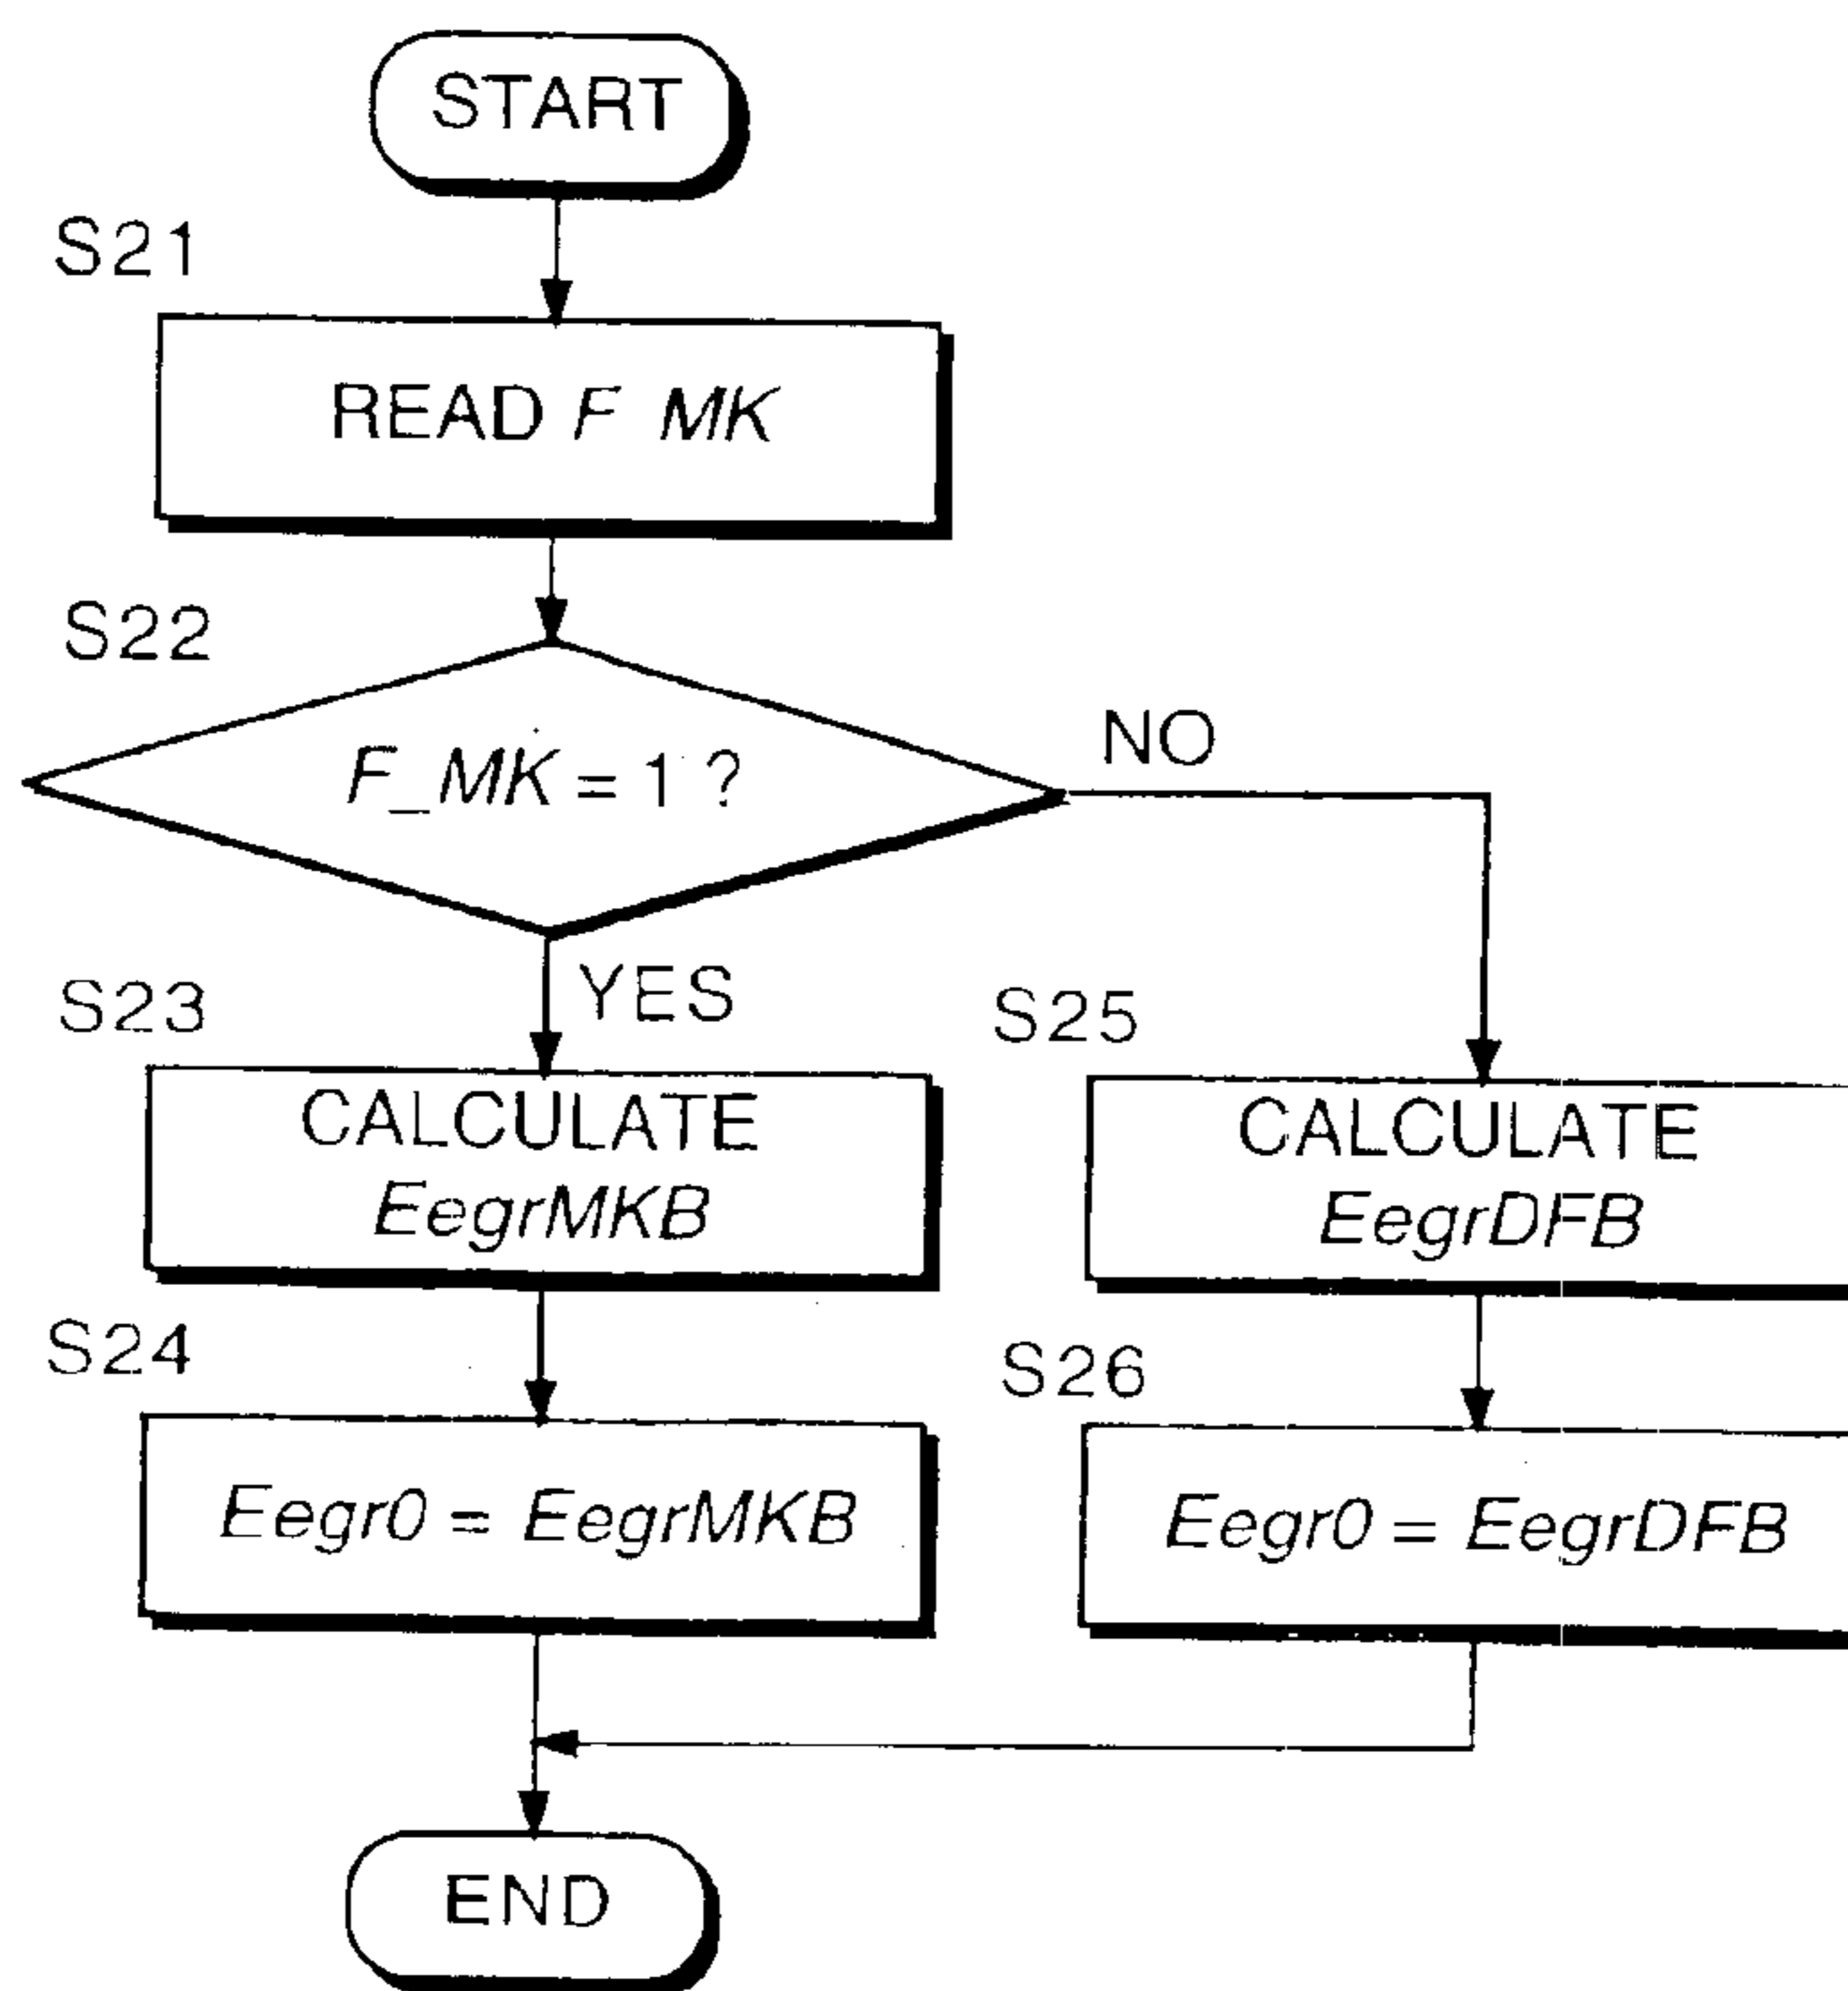 START
S21
READ F MK
S22
F_MK = 1 ?
NO
YES
S23
CALCULATE
EegrMKB
S25
CALCULATE
EegrDFB
S24
Eegr0 = EegrMKB
S26
Eegr0 = EegrDFB
END